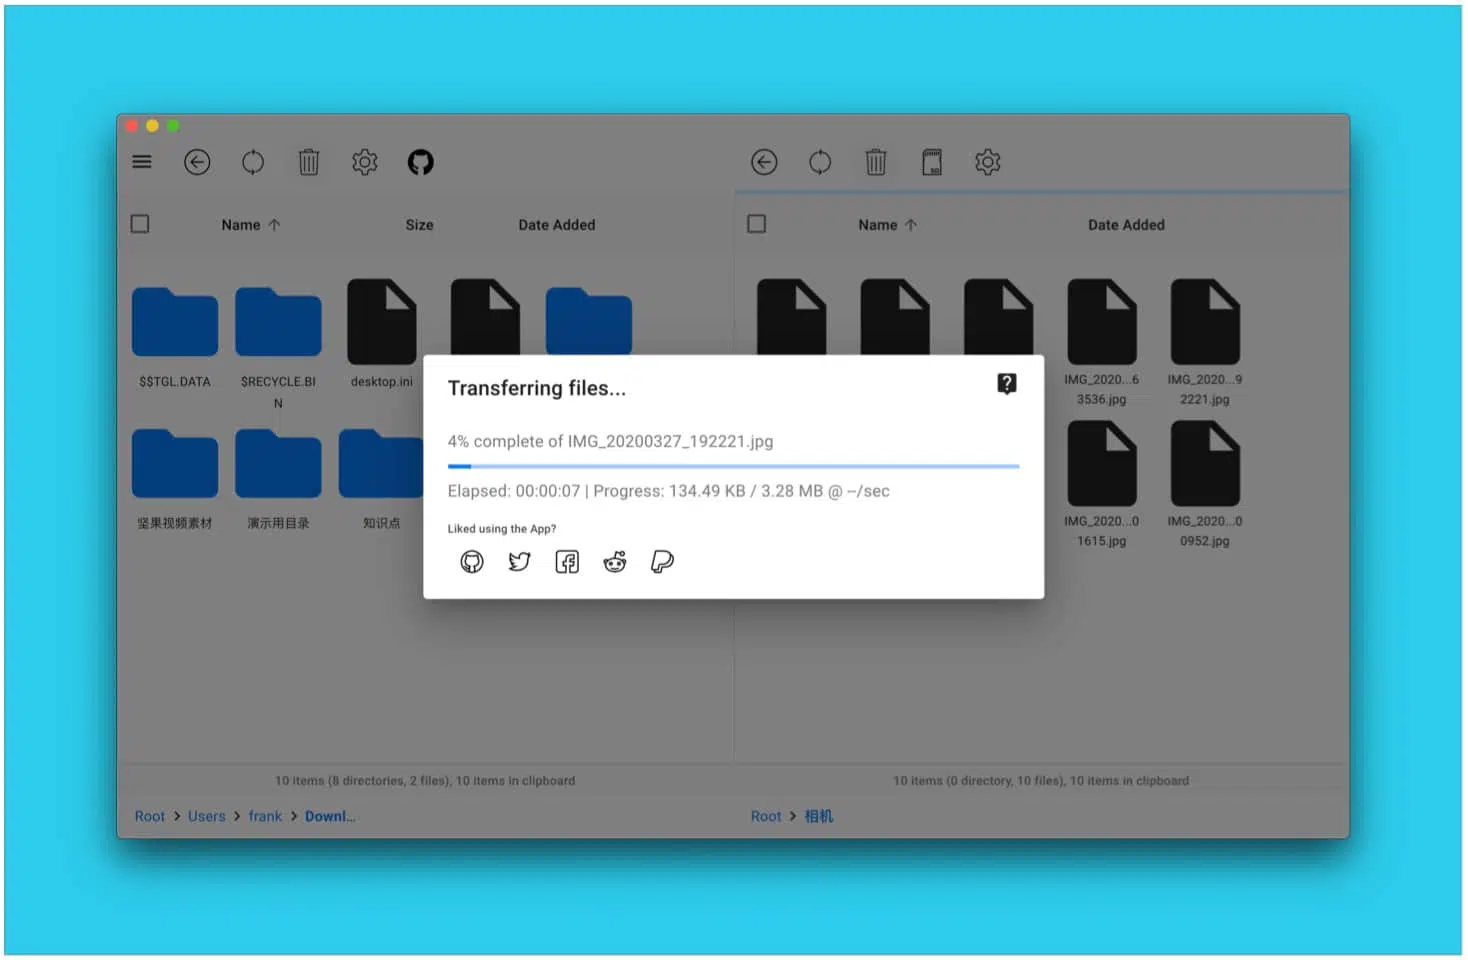 Name ↑ Size Date Added
Name ↑ Date Added
SD
$$TGL.DATA
$RECYCLE.BI
N
desktop.ini
坚果视频素材
演示用目录
知识点
IMG_2020...6
3536.jpg
IMG_2020...9
2221.jpg
IMG_2020...0
1615.jpg
IMG_2020...0
0952.jpg
Transferring files...
?
4% complete of IMG_20200327_192221.jpg
Elapsed: 00:00:07 | Progress: 134.49 KB / 3.28 MB @ --/sec
Liked using the App?
10 items (8 directories, 2 files), 10 items in clipboard
10 items (0 directory, 10 files), 10 items in clipboard
Root > Users > frank > Downl...
Root > 相机